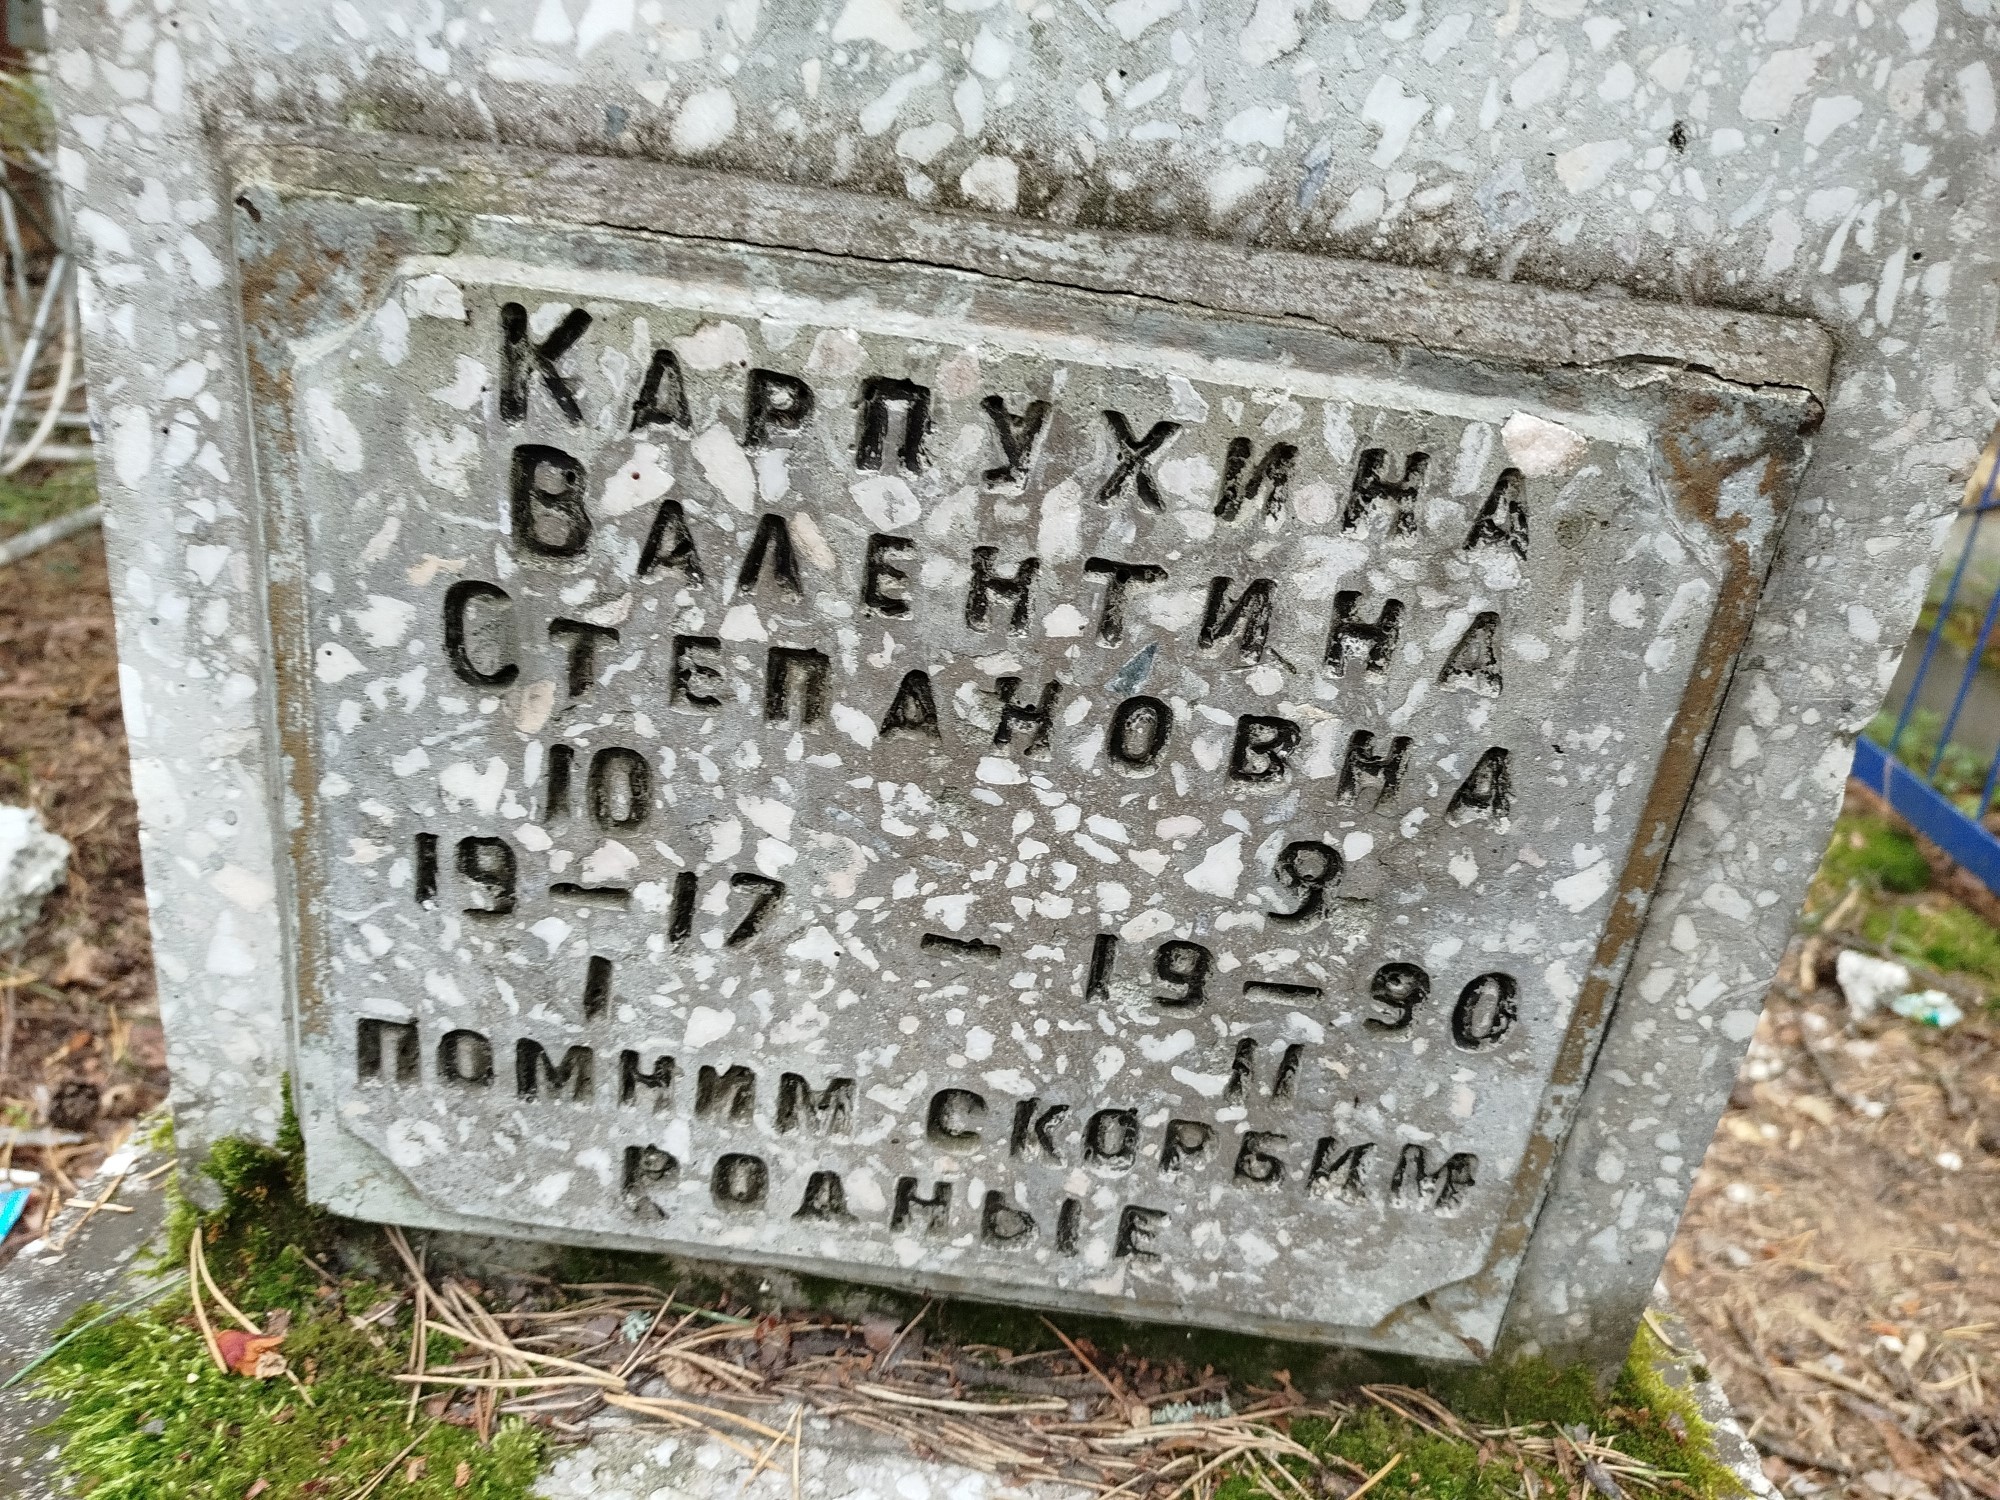 Карпухина
Валентина
Степановна
10 9
19—17 — 19—90
1 11
Помним скорбим
родные